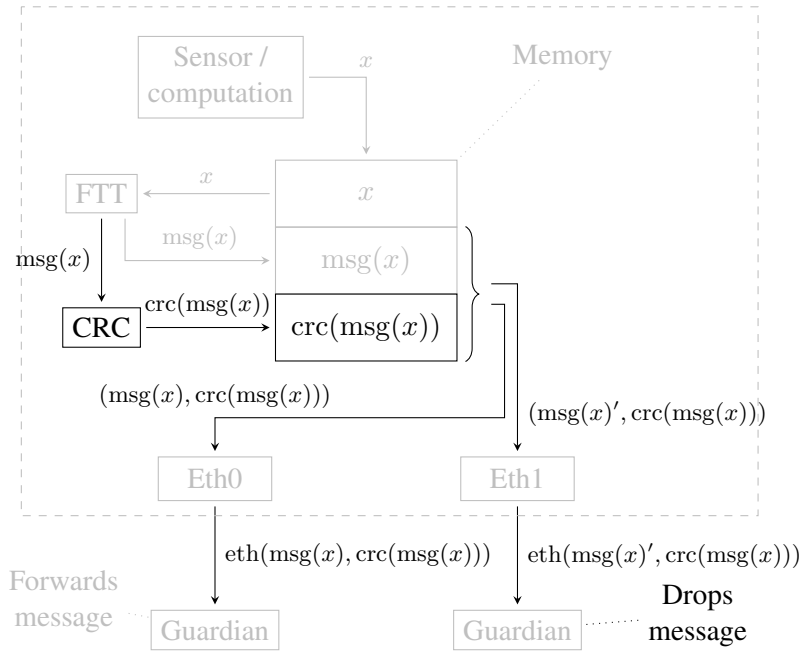 Sensor /
computation
x
Memory
FTT
x
x
msg(x)
msg(x)
msg(x)
CRC
crc(msg(x))
crc(msg(x))
(msg(x), crc(msg(x)))
(msg(x)′, crc(msg(x)))
Eth0
Eth1
eth(msg(x), crc(msg(x)))
eth(msg(x)′, crc(msg(x)))
Forwards
message
Guardian
Guardian
Drops
message